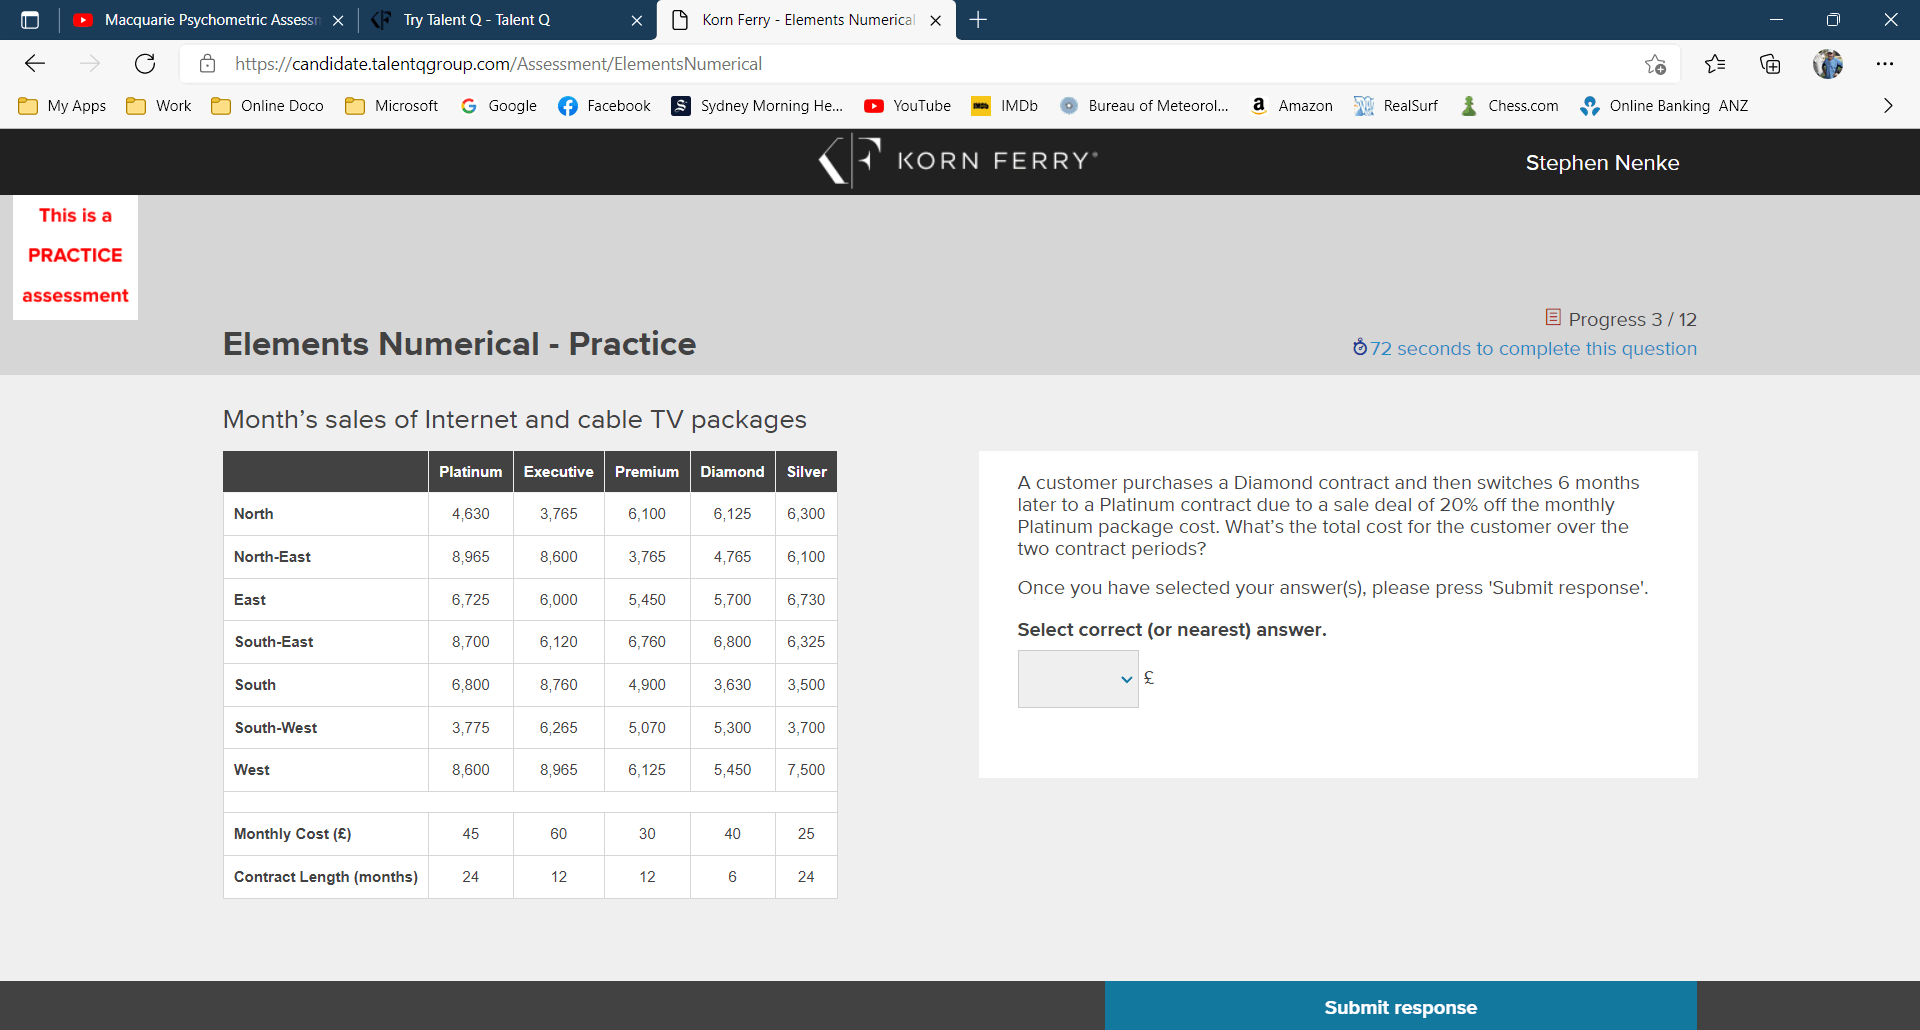 Macquarie Psychometric Assessn
Try Talent Q - Talent Q
Korn Ferry - Elements Numerical
https://candidate.talentqgroup.com/Assessment/ElementsNumerical
My Apps Work Online Doco Microsoft Google Facebook Sydney Morning He... YouTube IMDb Bureau of Meteorol... Amazon RealSurf Chess.com Online Banking ANZ
KORN FERRY
Stephen Nenke
This is a
PRACTICE
assessment
Elements Numerical - Practice
Progress 3 / 12
72 seconds to complete this question
Month's sales of Internet and cable TV packages
Platinum Executive Premium Diamond Silver
North 4,630 3,765 6,100 6,125 6,300
North-East 8,965 8,600 3,765 4,765 6,100
East 6,725 6,000 5,450 5,700 6,730
South-East 8,700 6,120 6,760 6,800 6,325
South 6,800 8,760 4,900 3,630 3,500
South-West 3,775 6,265 5,070 5,300 3,700
West 8,600 8,965 6,125 5,450 7,500
Monthly Cost (£) 45 60 30 40 25
Contract Length (months) 24 12 12 6 24
A customer purchases a Diamond contract and then switches 6 months
later to a Platinum contract due to a sale deal of 20% off the monthly
Platinum package cost. What's the total cost for the customer over the
two contract periods?
Once you have selected your answer(s), please press 'Submit response'.
Select correct (or nearest) answer.
£
Submit response